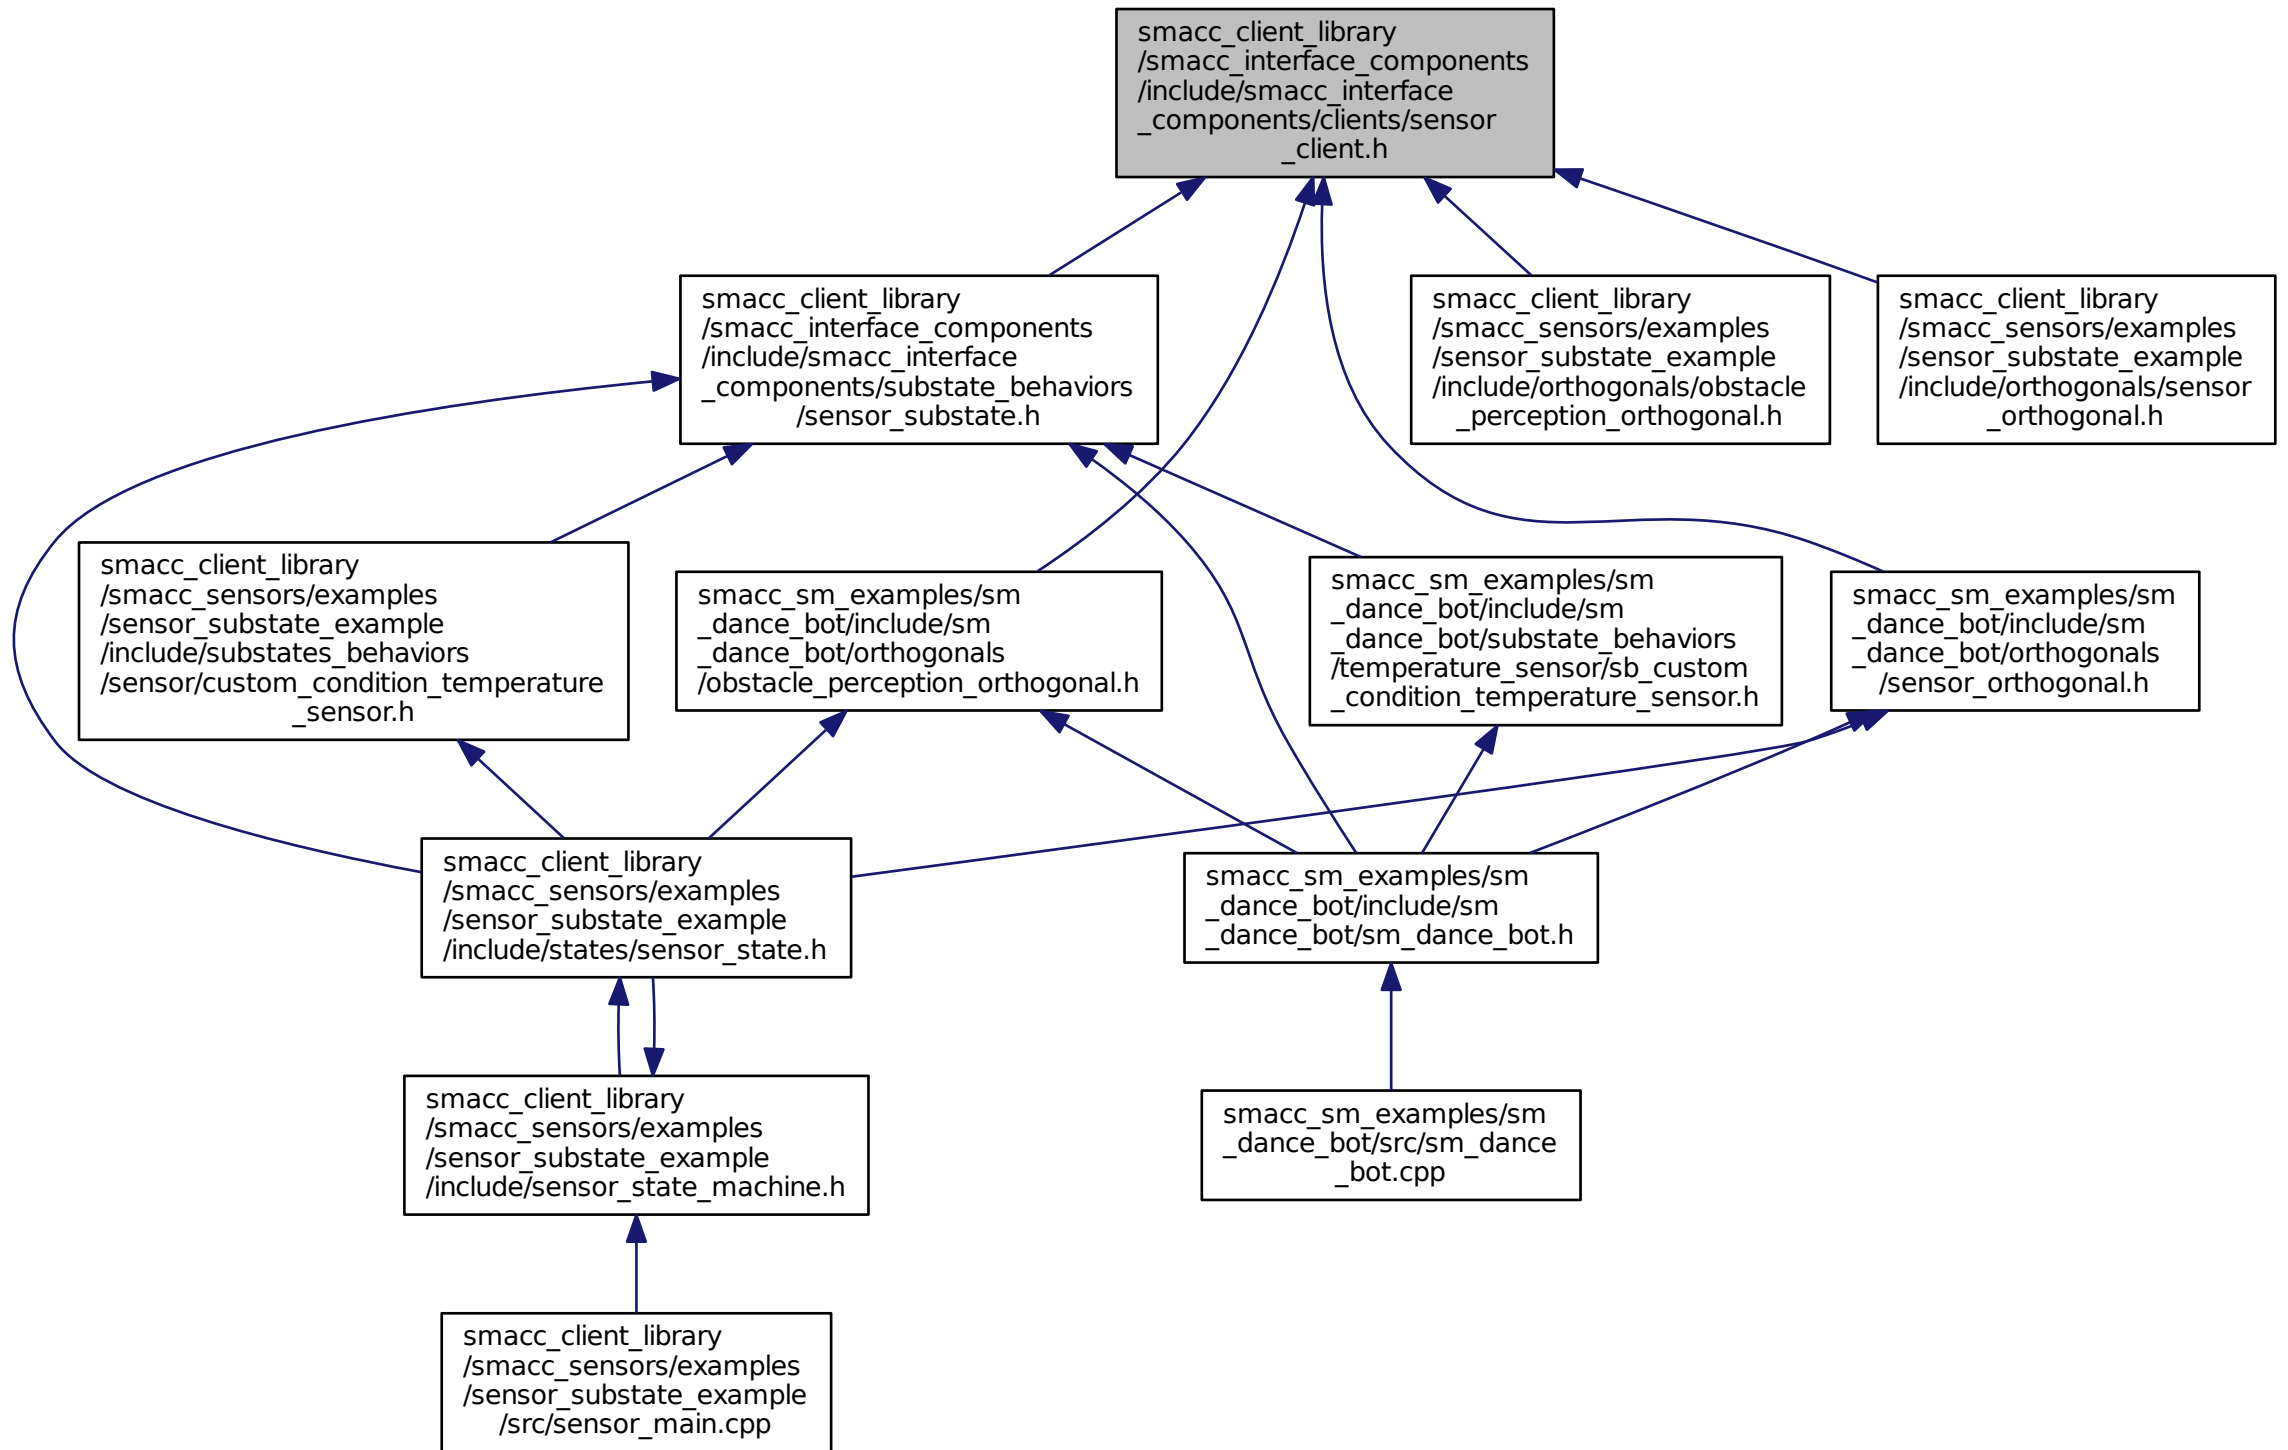 smacc_client_library
/smacc_interface_components
/include/smacc_interface
_components/clients/sensor
_client.h
smacc_client_library
/smacc_interface_components
/include/smacc_interface
_components/substate_behaviors
/sensor_substate.h
smacc_client_library
/smacc_sensors/examples
/sensor_substate_example
/include/orthogonals/obstacle
_perception_orthogonal.h
smacc_client_library
/smacc_sensors/examples
/sensor_substate_example
/include/orthogonals/sensor
_orthogonal.h
smacc_client_library
/smacc_sensors/examples
/sensor_substate_example
/include/substates_behaviors
/sensor/custom_condition_temperature
_sensor.h
smacc_sm_examples/sm
_dance_bot/include/sm
_dance_bot/orthogonals
/obstacle_perception_orthogonal.h
smacc_sm_examples/sm
_dance_bot/include/sm
_dance_bot/substate_behaviors
/temperature_sensor/sb_custom
_condition_temperature_sensor.h
smacc_sm_examples/sm
_dance_bot/include/sm
_dance_bot/orthogonals
/sensor_orthogonal.h
smacc_client_library
/smacc_sensors/examples
/sensor_substate_example
/include/states/sensor_state.h
smacc_sm_examples/sm
_dance_bot/include/sm
_dance_bot/sm_dance_bot.h
smacc_client_library
/smacc_sensors/examples
/sensor_substate_example
/include/sensor_state_machine.h
smacc_sm_examples/sm
_dance_bot/src/sm_dance
_bot.cpp
smacc_client_library
/smacc_sensors/examples
/sensor_substate_example
/src/sensor_main.cpp